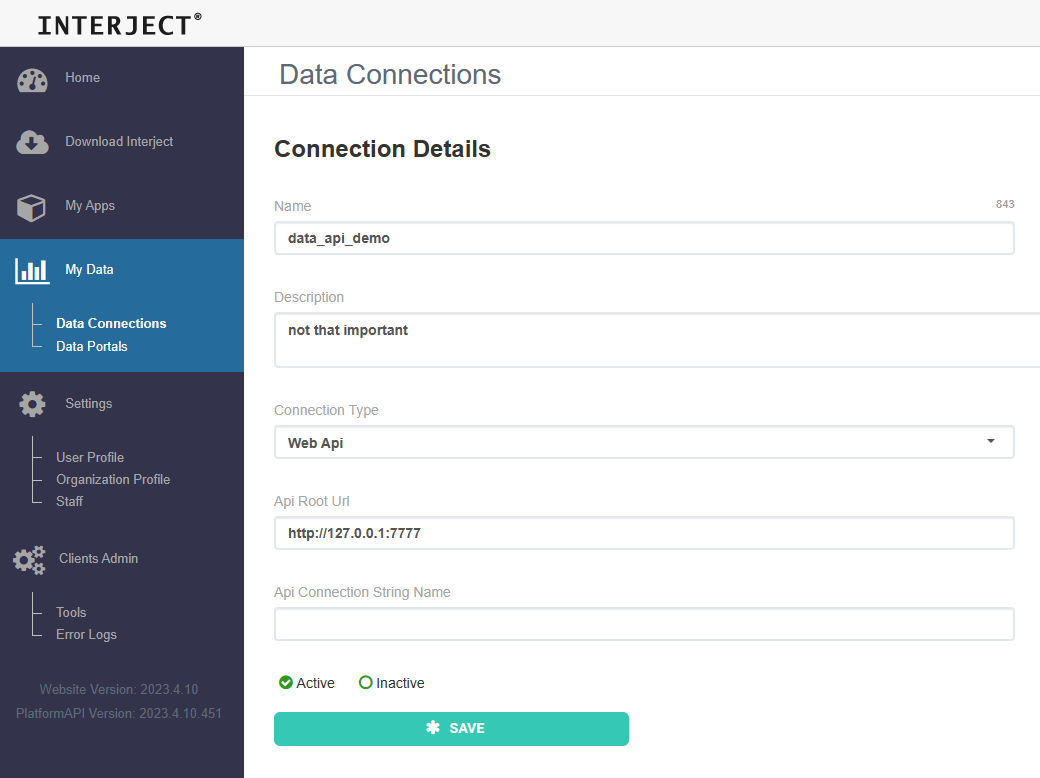 INTERJECT®
Home
Download Interject
My Apps
My Data
Data Connections
Data Portals
Settings
User Profile
Organization Profile
Staff
Clients Admin
Tools
Error Logs
Website Version: 2023.4.10
PlatformAPI Version: 2023.4.10.451
Data Connections
Connection Details
Name 843
data_api_demo
Description
not that important
Connection Type
Web Api
Api Root Url
http://127.0.0.1:7777
Api Connection String Name
Active Inactive
SAVE